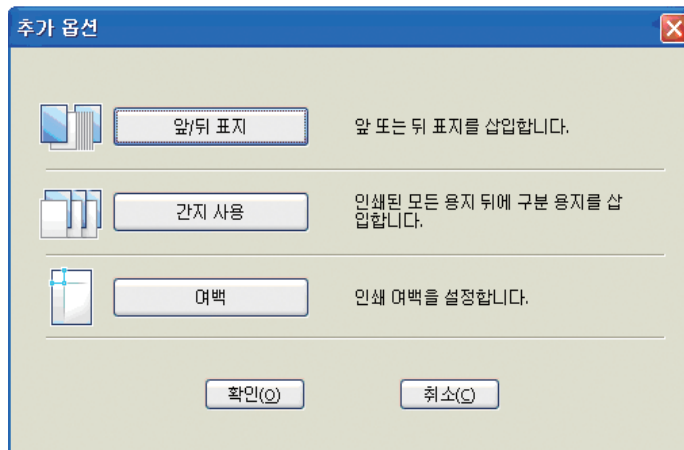 추가 옵션
앞/뒤 표지
앞 또는 뒤 표지를 삽입합니다.
간지 사용
인쇄된 모든 용지 뒤에 구분 용지를 삽
입합니다.
여백
인쇄 여백을 설정합니다.
확인(O)
취소(C)